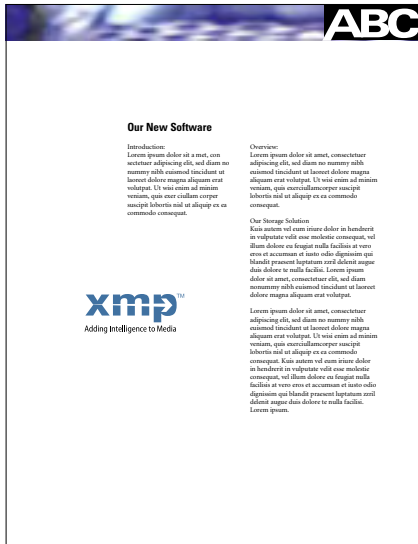 ABC
Our New Software
Introduction:
Lorem ipsum dolor sit a met, con
sectetuer adipiscing elit, sed diam no
nummy nibh euismod tincidunt ut
laoreet dolore magna aliquam erat
volutpat. Ut wisi enim ad minim
veniam, quis exer ciullam corper
suscipit lobortis nisl ut aliquip ex ea
commodo consequat.
xmp™
Adding Intelligence to Media
Overview:
Lorem ipsum dolor sit amet, consectetuer
adipiscing elit, sed diam no nummy nibh
euismod tincidunt ut laoreet dolore magna
aliquam erat volutpat. Ut wisi enim ad minim
veniam, quis exerciullamcorper suscipit
lobortis nisl ut aliquip ex ea commodo
consequat.
Our Storage Solution
Kuis autem vel eum iriure dolor in hendrerit
in vulputate velit esse molestie consequat, vel
illum dolore eu feugiat nulla facilisis at vero
eros et accumsan et iusto odio dignissim qui
blandit praesent luptatum zzril delenit augue
duis dolore te nulla facilisi. Lorem ipsum
dolor sit amet, consectetuer elit, sed diam
nonummy nibh euismod tincidunt ut laoreet
dolore magna aliquam erat volutpat.
Lorem ipsum dolor sit amet, consectetuer
adipiscing elit, sed diam no nummy nibh
euismod tincidunt ut laoreet dolore magna
aliquam erat volutpat. Ut wisi enim ad minim
veniam, quis exerciullamcorper suscipit
lobortis nisl ut aliquip ex ea commodo
consequat. Kuis autem vel eum iriure dolor
in hendrerit in vulputate velit esse molestie
consequat, vel illum dolore eu feugiat nulla
facilisis at vero eros et accumsan et iusto odio
dignissim qui blandit praesent luptatum zzril
delenit augue duis dolore te nulla facilisi.
Lorem ipsum.